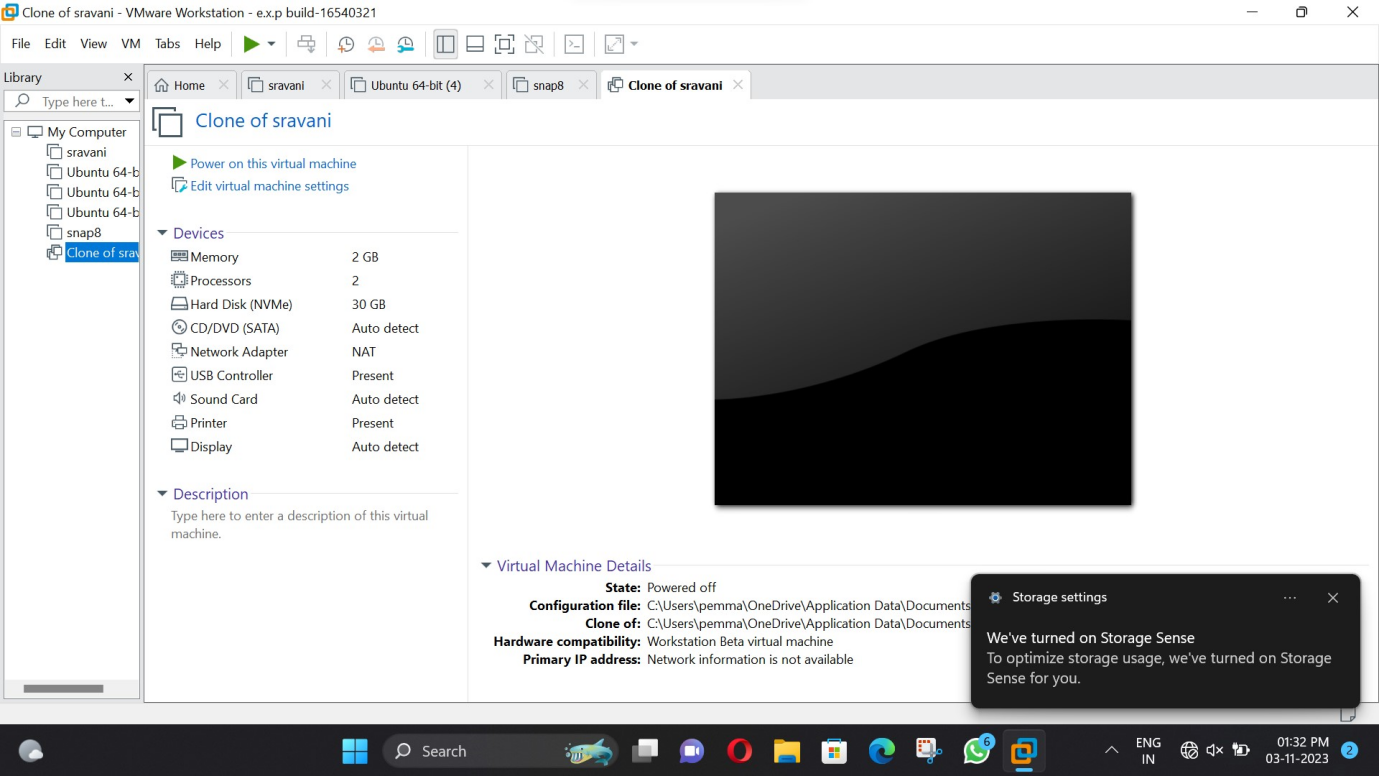 Clone of sravani - VMware Workstation - e.x.p build-16540321
File Edit View VM Tabs Help
Library
Home
sravani
Ubuntu 64-bit (4)
snap8
Clone of sravani
Type here t...
My Computer
sravani
Ubuntu 64-b
Ubuntu 64-b
Ubuntu 64-b
snap8
Clone of srav
Clone of sravani
Power on this virtual machine
Edit virtual machine settings
Devices
Memory 2 GB
Processors 2
Hard Disk (NVMe) 30 GB
CD/DVD (SATA) Auto detect
Network Adapter NAT
USB Controller Present
Sound Card Auto detect
Printer Present
Display Auto detect
Description
Type here to enter a description of this virtual
machine.
Virtual Machine Details
State: Powered off
Configuration file: C:\Users\pemma\OneDrive\Application Data\Documents
Clone of: C:\Users\pemma\OneDrive\Application Data\Documents
Hardware compatibility: Workstation Beta virtual machine
Primary IP address: Network information is not available
Storage settings
We've turned on Storage Sense
To optimize storage usage, we've turned on Storage
Sense for you.
Search
6
ENG
IN
01:32 PM
03-11-2023
2